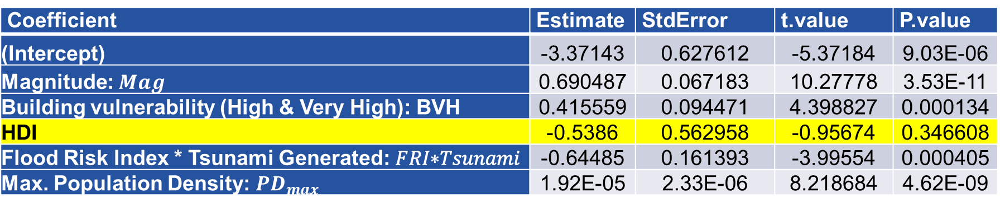 Coefficient Estimate StdError t.value P.value
(Intercept) -3.37143 0.627612 -5.37184 9.03E-06
Magnitude: Mag 0.690487 0.067183 10.27778 3.53E-11
Building vulnerability (High & Very High): BVH 0.415559 0.094471 4.398827 0.000134
HDI -0.5386 0.562958 -0.95674 0.346608
Flood Risk Index * Tsunami Generated: FRI*Tsunami -0.64485 0.161393 -3.99554 0.000405
Max. Population Density: PDmax 1.92E-05 2.33E-06 8.218684 4.62E-09